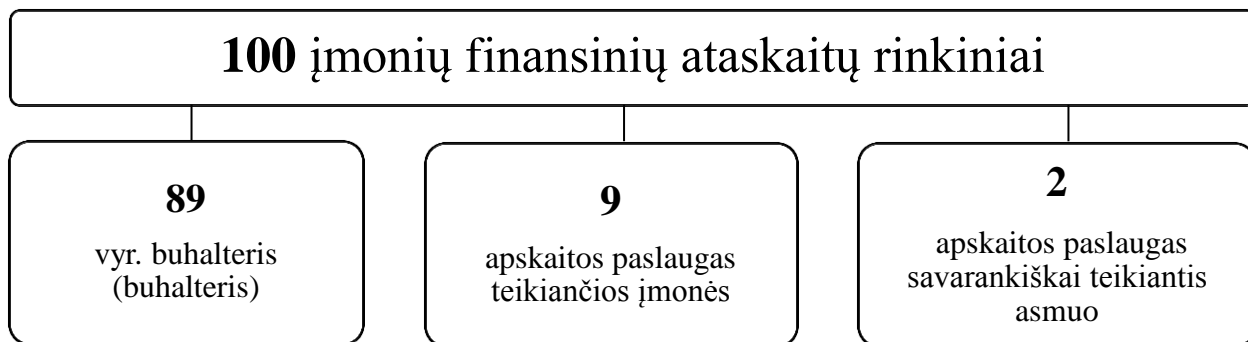 100 įmonių finansinių ataskaitų rinkiniai
89
vyr. buhalteris
(buhalteris)
9
apskaitos paslaugas
teikiančios įmonės
2
apskaitos paslaugas
savarankiškai teikiantis
asmuo